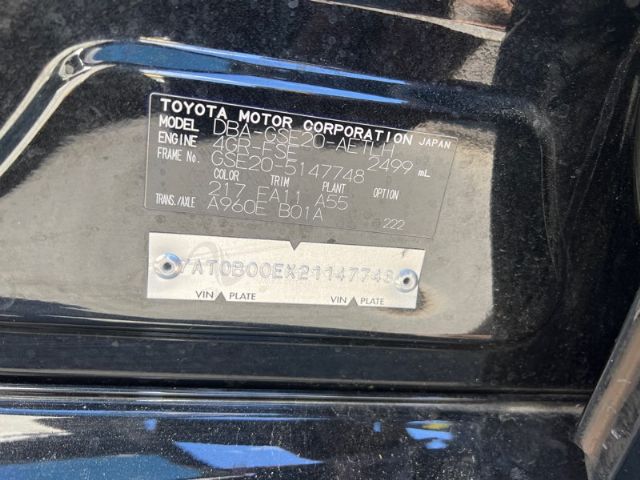 TOYOTA MOTOR CORPORATION JAPAN
MODEL DBA-GSE20-AETLH
ENGINE 4GR-FSE 2499 mL
FRAME No. GSE20-5147748
COLOR TRIM PLANT OPTION
217 FA11 A55
TRANS./AXLE A960E B01A
222
7AT0B00EX21147748
VIN PLATE VIN PLATE